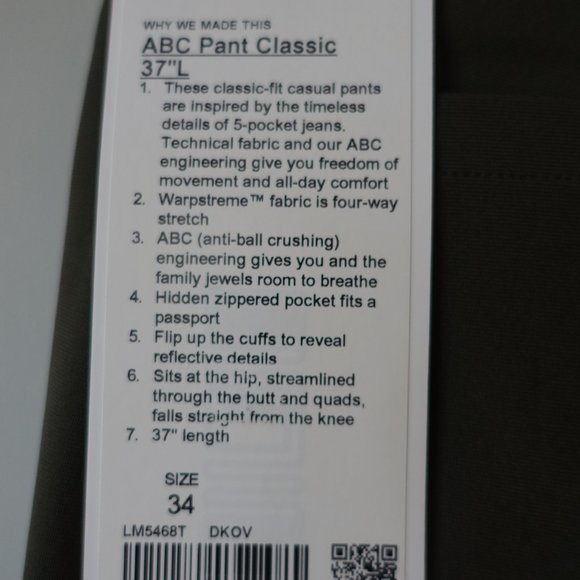 WHY WE MADE THIS
ABC Pant Classic
37"L
1. These classic-fit casual pants
are inspired by the timeless
details of 5-pocket jeans.
Technical fabric and our ABC
engineering give you freedom of
movement and all-day comfort
2. Warpstreme™ fabric is four-way
stretch
3. ABC (anti-ball crushing)
engineering gives you and the
family jewels room to breathe
4. Hidden zippered pocket fits a
passport
5. Flip up the cuffs to reveal
reflective details
6. Sits at the hip, streamlined
through the butt and quads,
falls straight from the knee
7. 37" length
SIZE
34
LM5468T DKOV